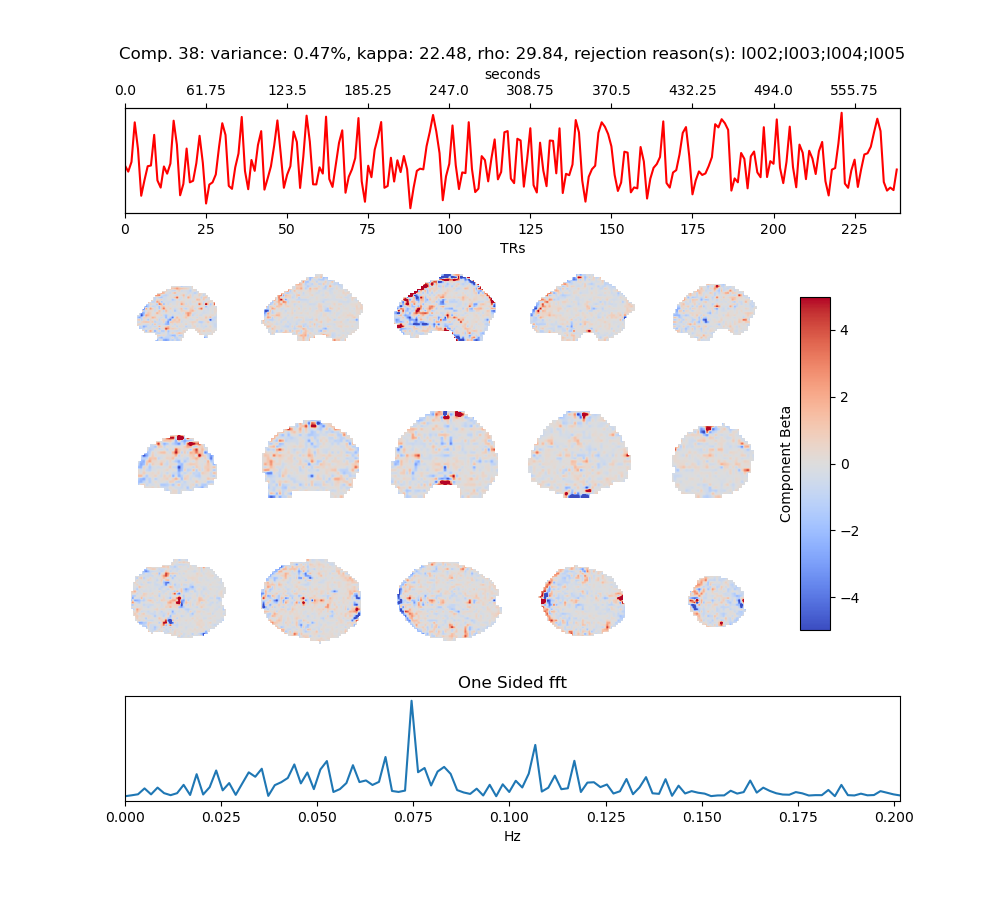 Comp. 38: variance: 0.47%, kappa: 22.48, rho: 29.84, rejection reason(s): I002;I003;I004;I005
seconds
0.0 61.75 123.5 185.25 247.0 308.75 370.5 432.25 494.0 555.75
0 25 50 75 100 125 150 175 200 225
TRs
4
2
0
−2
−4
Component Beta
One Sided fft
0.000 0.025 0.050 0.075 0.100 0.125 0.150 0.175 0.200
Hz